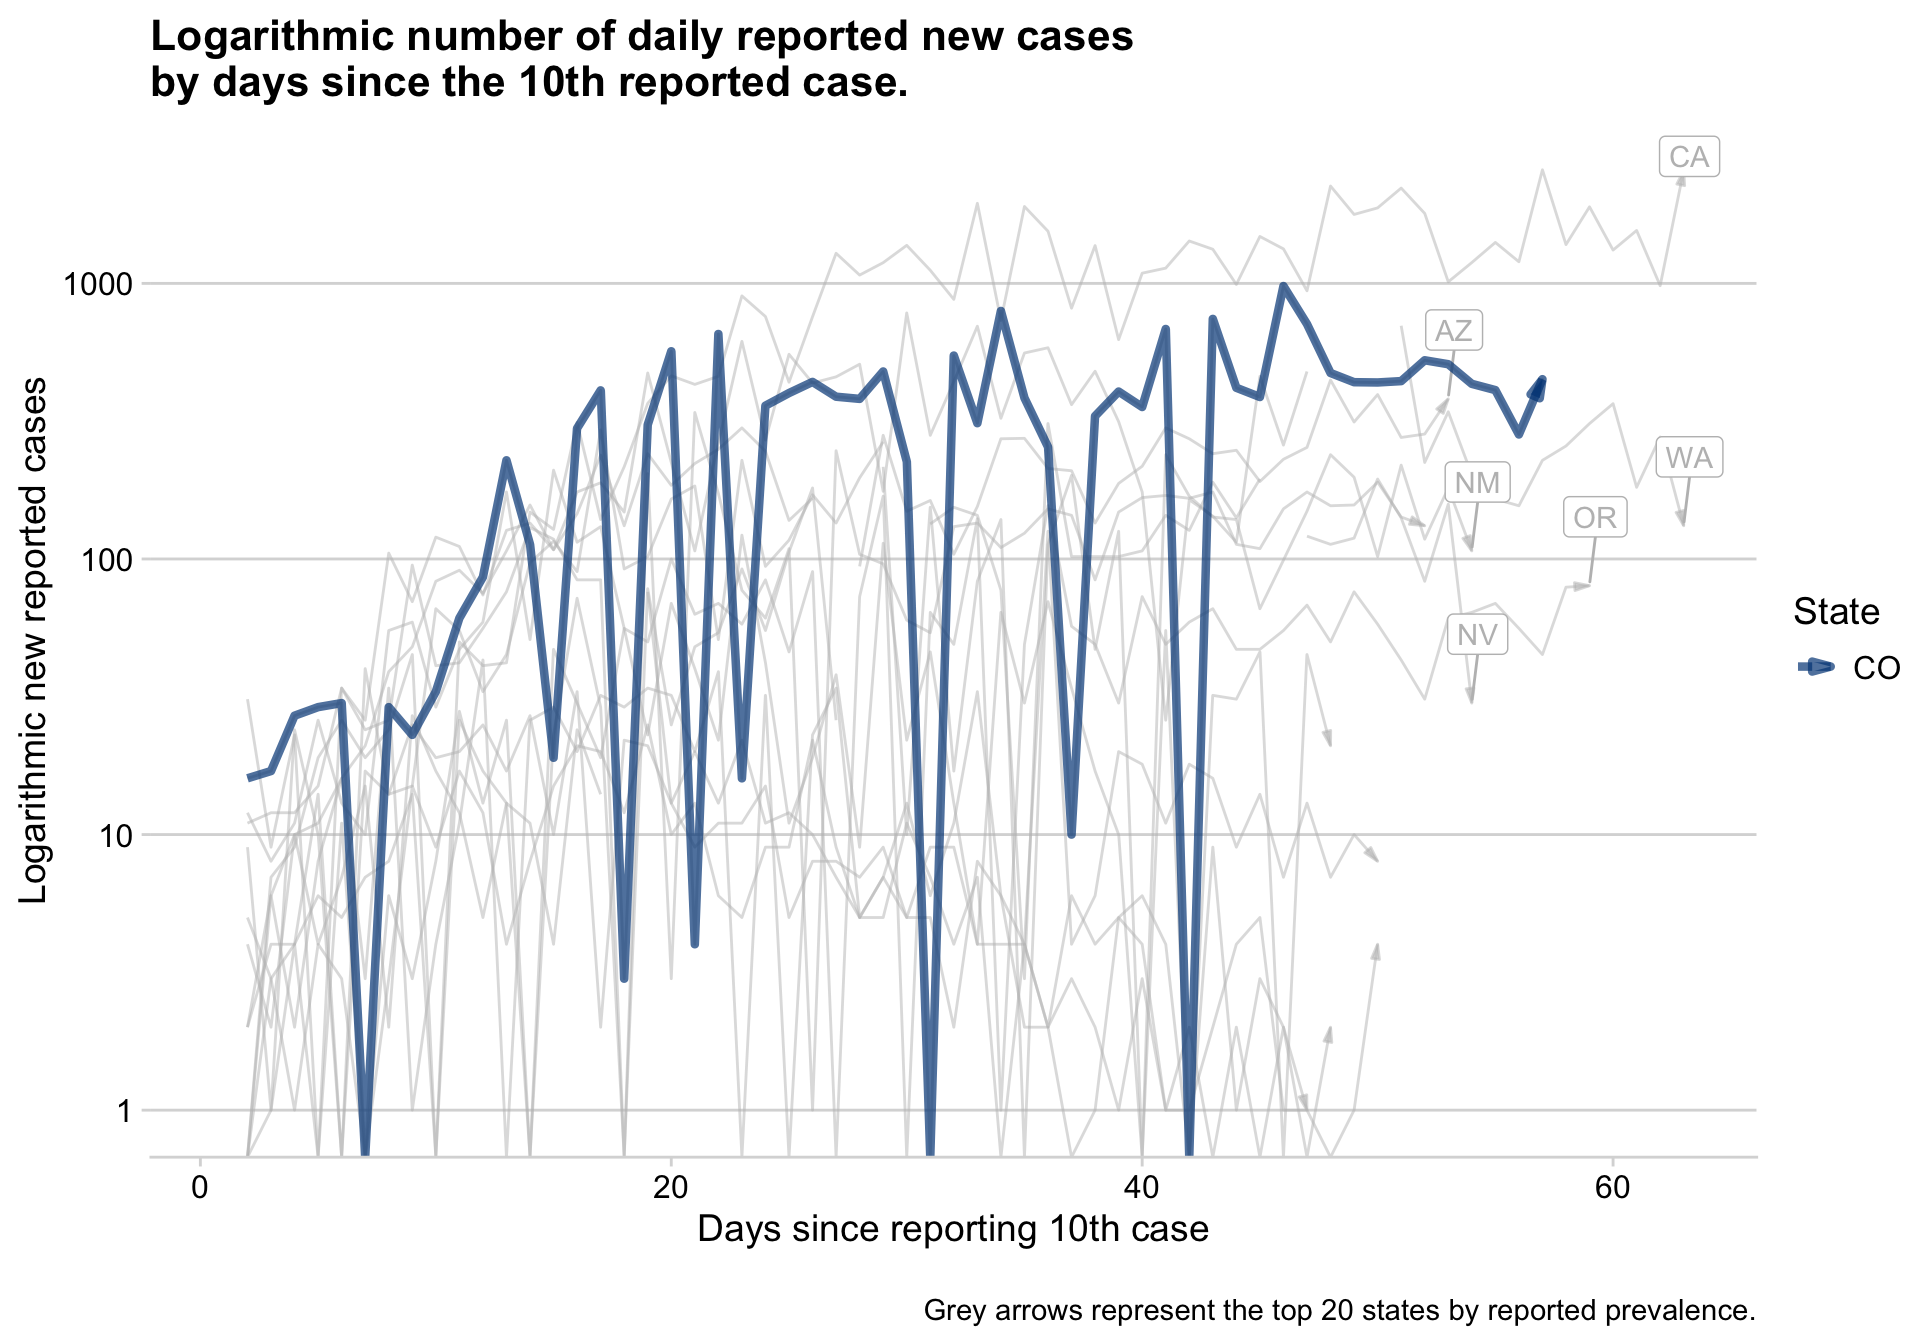 Logarithmic number of daily reported new cases
by days since the 10th reported case.
CA
1000
AZ
WA
NM
OR
100
NV
State
CO
10
1
Logarithmic new reported cases
0 20 40 60
Days since reporting 10th case
Grey arrows represent the top 20 states by reported prevalence.